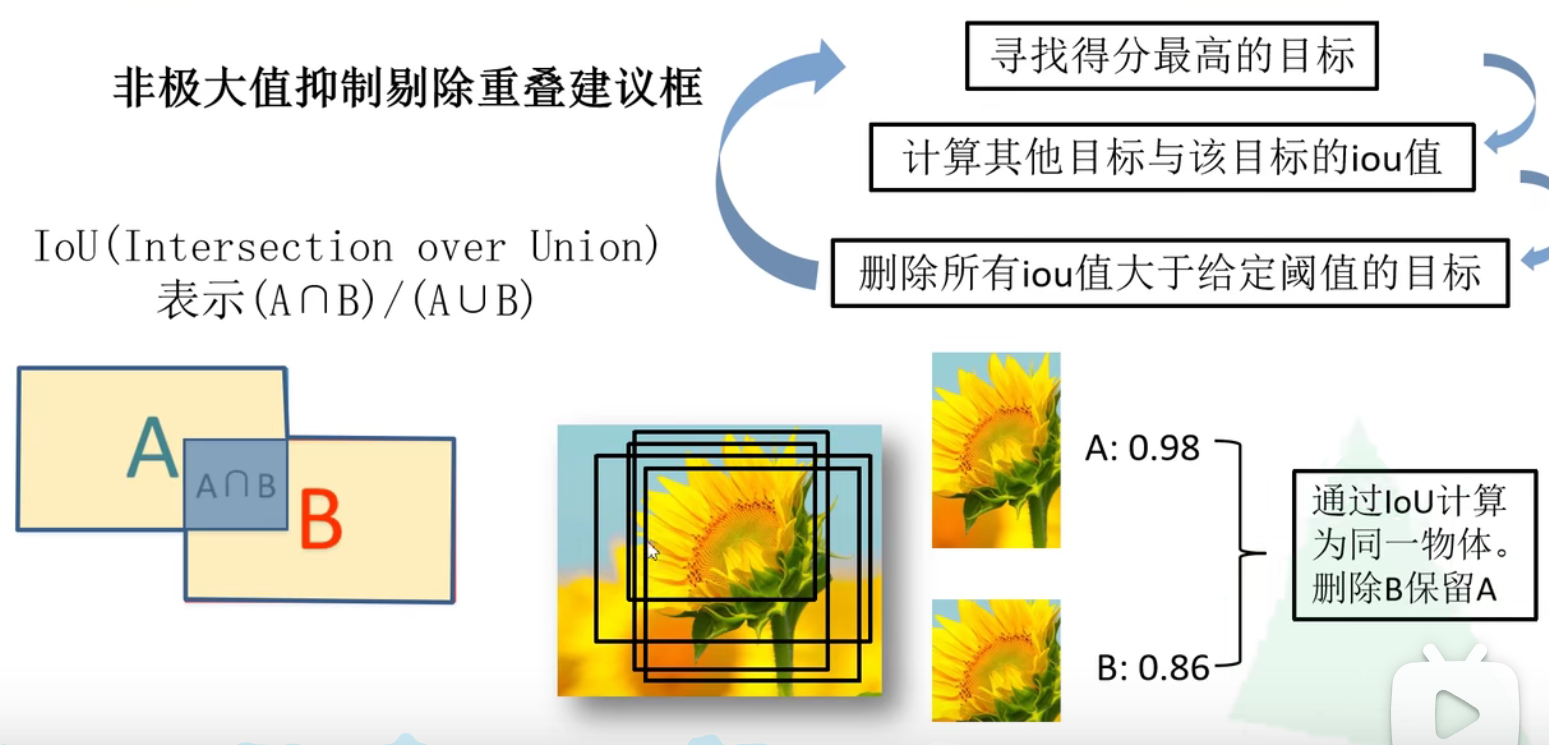 非极大值抑制剔除重叠建议框
寻找得分最高的目标
计算其他目标与该目标的iou值
删除所有iou值大于给定阈值的目标
IoU(Intersection over Union)
表示(A∩B)/(A∪B)
A
A∩B
B
A: 0.98
B: 0.86
通过IoU计算
为同一物体。
删除B保留A